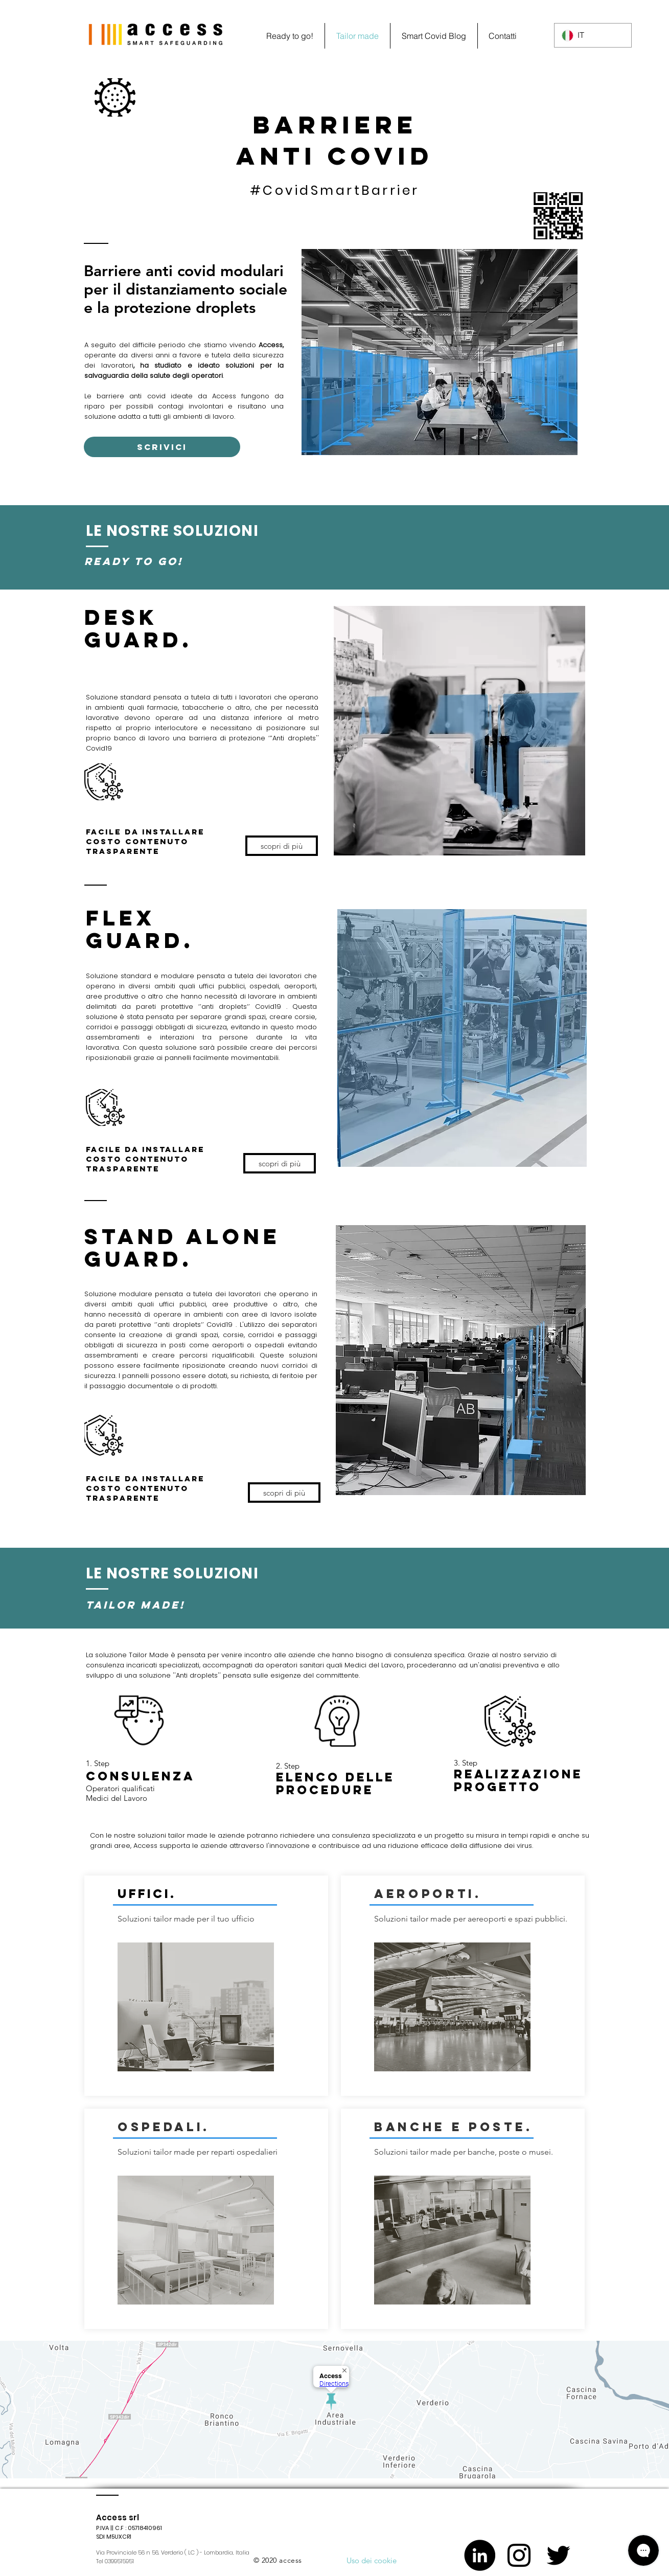 access
SMART SAFEGUARDING
Ready to go!
Tailor made
Smart Covid Blog
Contatti
IT
BARRIERE
ANTI COVID
#CovidSmartBarrier
Barriere anti covid modulari
per il distanziamento sociale
e la protezione droplets
A seguito del difficile periodo che stiamo vivendo Access,
operante da diversi anni a favore e tutela della sicurezza
dei lavoratori, ha studiato e ideato soluzioni per la
salvaguardia della salute degli operatori.
Le barriere anti covid ideate da Access fungono da
riparo per possibili contagi involontari e risultano una
soluzione adatta a tutti gli ambienti di lavoro.
SCRIVICI
LE NOSTRE SOLUZIONI
READY TO GO!
DESK
GUARD.
Soluzione standard pensata a tutela di tutti i lavoratori che operano
in ambienti quali farmacie, tabaccherie o altro, che per necessità
lavorative devono operare ad una distanza inferiore al metro
rispetto al proprio interlocutore e necessitano di posizionare sul
proprio banco di lavoro una barriera di protezione ''"Anti droplets''
Covid19
FACILE DA INSTALLARE
COSTO CONTENUTO
TRASPARENTE
scopri di più
FLEX
GUARD.
Soluzione standard e modulare pensata a tutela dei lavoratori che
operano in diversi ambiti quali uffici pubblici, ospedali, aeroporti,
aree produttive o altro che hanno necessità di lavorare in ambienti
delimitati da pareti protettive ''anti droplets'' Covid19 . Questa
soluzione è stata pensata per separare grandi spazi, creare corsie,
corridoi e passaggi obbligati di sicurezza, evitando in questo modo
assembramenti e interazioni tra persone durante la vita
lavorativa. Con questa soluzione sarà possibile creare dei percorsi
riposizionabili grazie ai pannelli facilmente movimentabili.
FACILE DA INSTALLARE
COSTO CONTENUTO
TRASPARENTE
scopri di più
STAND ALONE
GUARD.
Soluzione modulare pensata a tutela dei lavoratori che operano in
diversi ambiti quali uffici pubblici, aree produttive o altro, che
hanno necessità di operare in ambienti con aree di lavoro isolate
da pareti protettive ''anti droplets'' Covid19 . L'utilizzo dei separatori
consente la creazione di grandi spazi, corsie, corridoi e passaggi
obbligati di sicurezza in posti come aeroporti o ospedali evitando
assembramenti e creare percorsi riqualificabili. Queste soluzioni
possono essere facilmente riposizionate creando nuovi corridoi di
sicurezza. I pannelli possono essere dotati, su richiesta, di feritoie per
il passaggio documentale o di prodotti.
AB
FACILE DA INSTALLARE
COSTO CONTENUTO
TRASPARENTE
scopri di più
LE NOSTRE SOLUZIONI
TAILOR MADE!
La soluzione Tailor Made è pensata per venire incontro alle aziende che hanno bisogno di consulenza specifica. Grazie al nostro servizio di
consulenza incaricati specializzati, accompagnati da operatori sanitari quali Medici del Lavoro, procederanno ad un'analisi preventiva e allo
sviluppo di una soluzione ''Anti droplets'' pensata sulle esigenze del committente.
1. Step
CONSULENZA
Operatori qualificati
Medici del Lavoro
2. Step
ELENCO DELLE
PROCEDURE
3. Step
REALIZZAZIONE
PROGETTO
Con le nostre soluzioni tailor made le aziende potranno richiedere una consulenza specializzata e un progetto su misura in tempi rapidi e anche su
grandi aree, Access supporta le aziende attraverso l'innovazione e contribuisce ad una riduzione efficace della diffusione dei virus.
UFFICI.
Soluzioni tailor made per il tuo ufficio
AEROPORTI.
Soluzioni tailor made per aereoporti e spazi pubblici.
OSPEDALI.
Soluzioni tailor made per reparti ospedalieri
BANCHE E POSTE.
Soluzioni tailor made per banche, poste o musei.
Volta
Sernovella
Access
Directions
Ronco
Briantino
Area
Industriale
Verderio
Cascina
Fornace
Lomagna
Verderio
Inferiore
Cascina Savina
Porto d'Ad
Cascina
Brugarola
Access srl
P.IVA || C.F : 05718410961
SDI M5UXCR1
Via Provinciale 56 n 56, Verderio ( LC ) - Lombardia. Italia
© 2020 access
Uso dei cookie